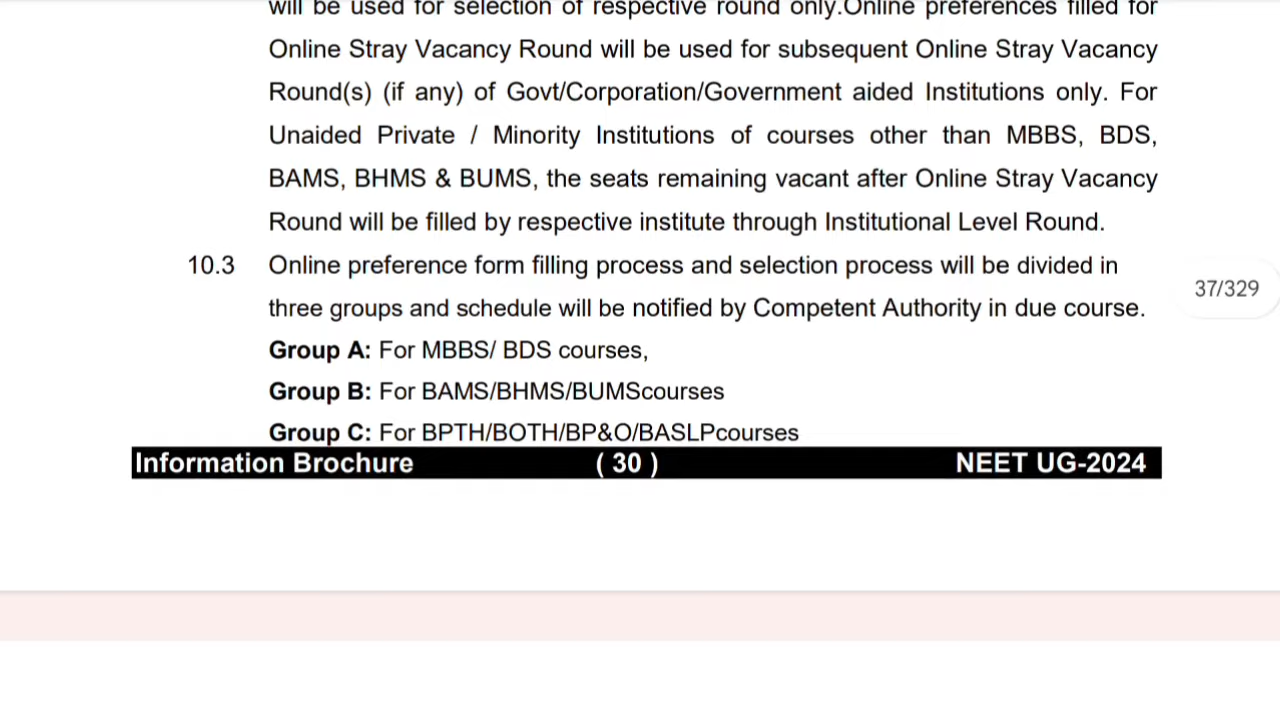 will be used for selection of respective round only.Online preferences filled for
Online Stray Vacancy Round will be used for subsequent Online Stray Vacancy
Round(s) (if any) of Govt/Corporation/Government aided Institutions only. For
Unaided Private / Minority Institutions of courses other than MBBS, BDS,
BAMS, BHMS & BUMS, the seats remaining vacant after Online Stray Vacancy
Round will be filled by respective institute through Institutional Level Round.
10.3 Online preference form filling process and selection process will be divided in
three groups and schedule will be notified by Competent Authority in due course.
37/329
Group A: For MBBS/ BDS courses,
Group B: For BAMS/BHMS/BUMScourses
Group C: For BPTH/BOTH/BP&O/BASLPcourses
Information Brochure ( 30 ) NEET UG-2024